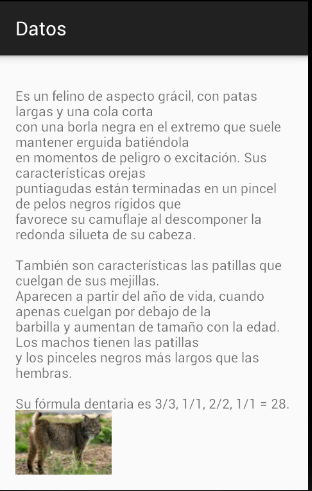 Datos
Es un felino de aspecto grácil, con patas
largas y una cola corta
con una borla negra en el extremo que suele
mantener erguida batiéndola
en momentos de peligro o excitación. Sus
características orejas
puntiagudas están terminadas en un pincel
de pelos negros rígidos que
favorece su camuflaje al descomponer la
redonda silueta de su cabeza.
También son características las patillas que
cuelgan de sus mejillas.
Aparecen a partir del año de vida, cuando
apenas cuelgan por debajo de la
barbilla y aumentan de tamaño con la edad.
Los machos tienen las patillas
y los pinceles negros más largos que las
hembras.
Su fórmula dentaria es 3/3, 1/1, 2/2, 1/1 = 28.